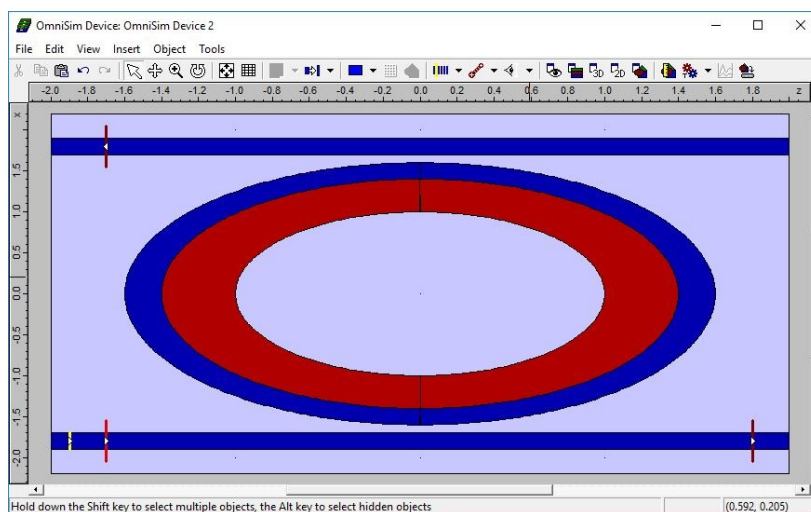 OmniSim Device: OmniSim Device 2
File Edit View Insert Object Tools
3D 2D
-2.0 -1.8 -1.6 -1.4 -1.2 -1.0 -0.8 -0.6 -0.4 -0.2 0.0 0.2 0.4 0.6 0.8 1.0 1.2 1.4 1.6 1.8 z
x
1.5
1.0
0.5
0.0
-0.5
-1.0
-1.5
-2.0
Hold down the Shift key to select multiple objects, the Alt key to select hidden objects (0.592, 0.205)